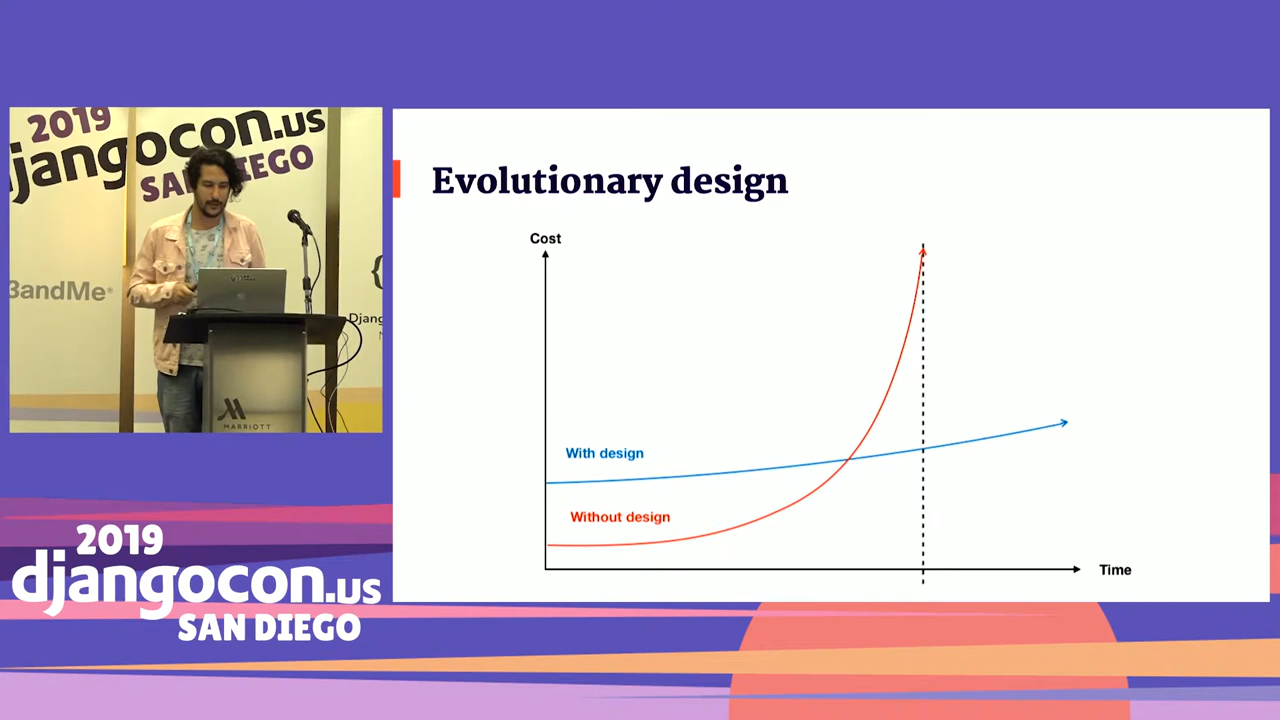 2019
djangocon.us
SAN DIEGO
3andMe
Djang
MARRIOTT
2019
djangocon.us
SAN DIEGO
Evolutionary design
Cost
With design
Without design
Time